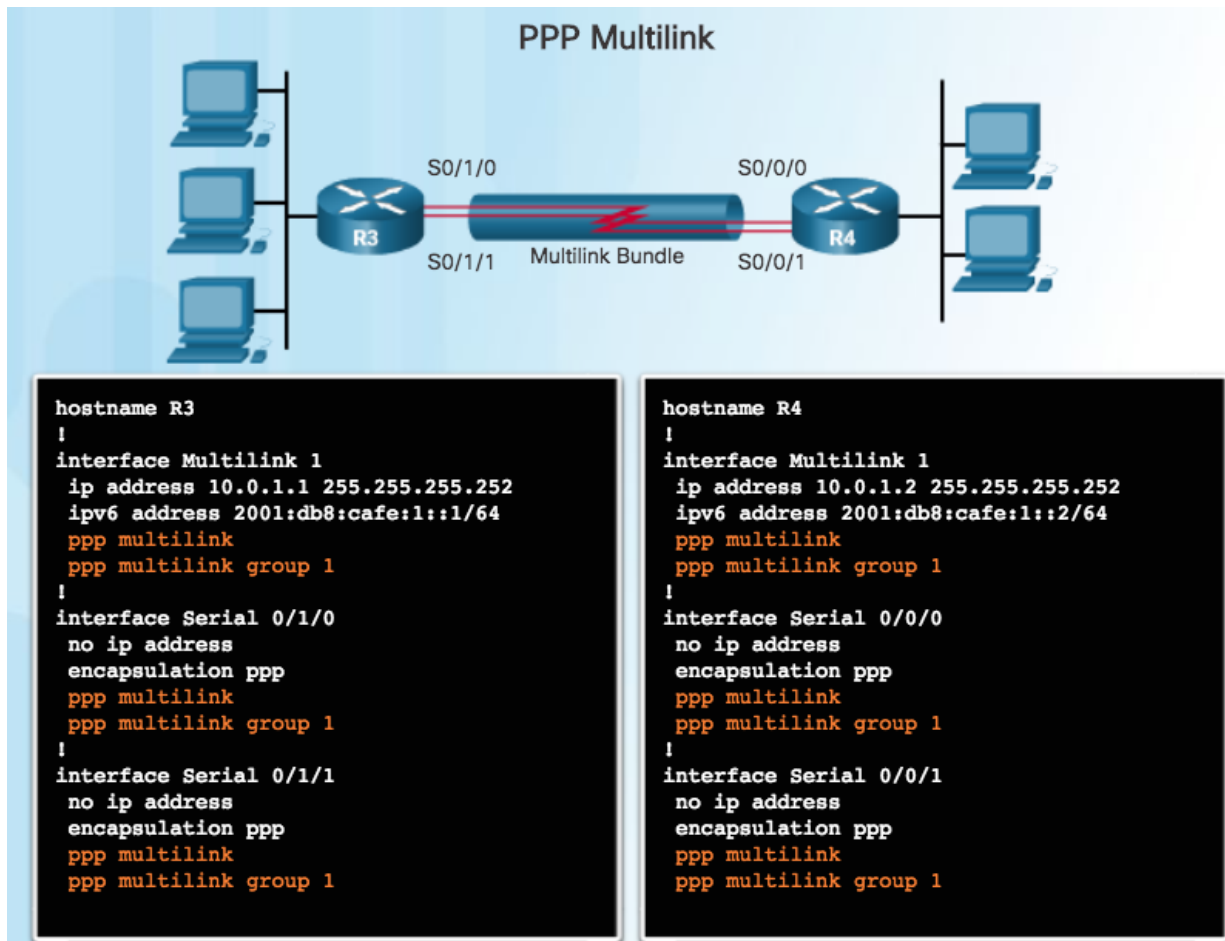 PPP Multilink
S0/1/0
S0/0/0
R3
R4
S0/1/1
Multilink Bundle
S0/0/1
hostname R3
!
interface Multilink 1
ip address 10.0.1.1 255.255.255.252
ipv6 address 2001:db8:cafe:1::1/64
ppp multilink
ppp multilink group 1
!
interface Serial 0/1/0
no ip address
encapsulation ppp
ppp multilink
ppp multilink group 1
!
interface Serial 0/1/1
no ip address
encapsulation ppp
ppp multilink
ppp multilink group 1
hostname R4
!
interface Multilink 1
ip address 10.0.1.2 255.255.255.252
ipv6 address 2001:db8:cafe:1::2/64
ppp multilink
ppp multilink group 1
!
interface Serial 0/0/0
no ip address
encapsulation ppp
ppp multilink
ppp multilink group 1
!
interface Serial 0/0/1
no ip address
encapsulation ppp
ppp multilink
ppp multilink group 1